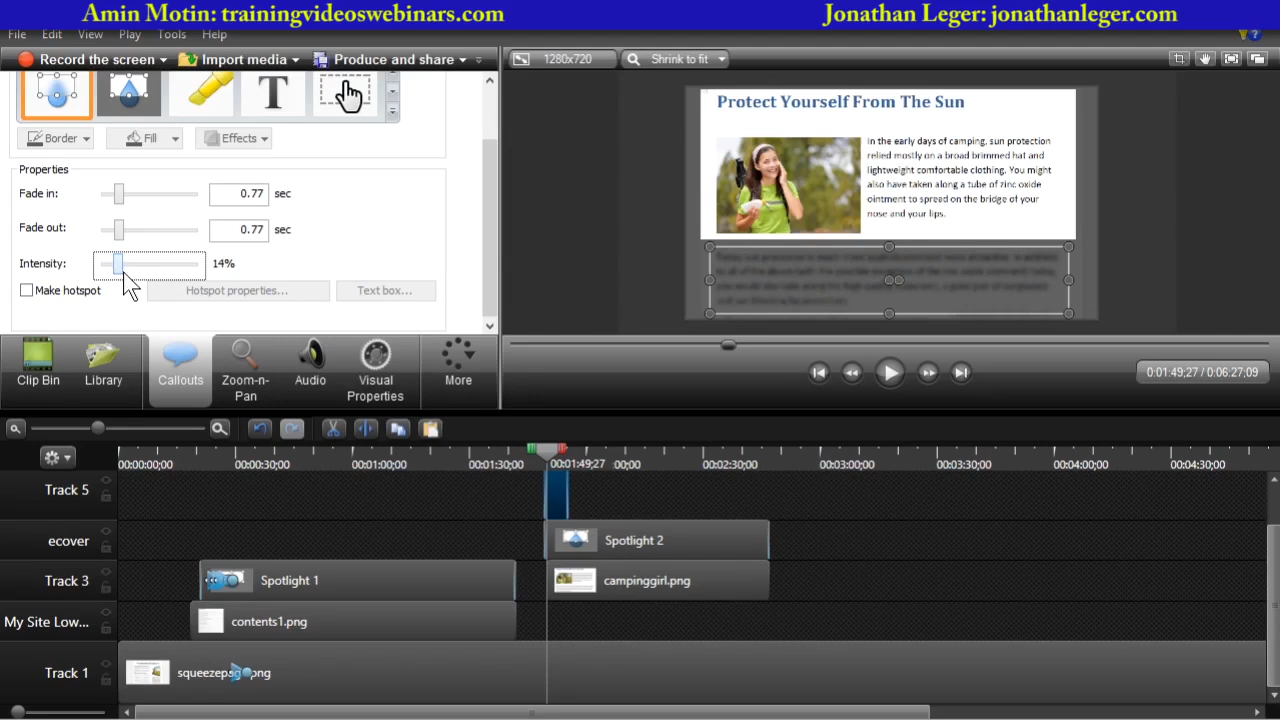 Amin Motin: trainingvideoswebinars.com
Jonathan Leger: jonathanleger.com
File Edit View Play Tools Help
Record the screen
Import media
Produce and share
1280x720
Shrink to fit
T
Border
Fill
Effects
Properties
Fade in: 0.77 sec
Fade out: 0.77 sec
Intensity: 14%
Make hotspot
Hotspot properties...
Text box...
Protect Yourself From The Sun
In the early days of camping, sun protection
relied mostly on a broad brimmed hat and
lightweight comfortable clothing. You might
also have taken along a tube of zinc oxide
ointment to spread on the bridge of your
nose and your lips.
Clip Bin
Library
Callouts
Zoom-n-
Pan
Audio
Visual
Properties
More
0:01:49;27 / 0:06:27;09
00:00:00;00 00:00:30;00 00:01:00;00 00:01:30;00 00:01:49;27 :00;00 00:02:30;00 00:03:00;00 00:03:30;00 00:04:00;00 00:04:30;00
Track 5
ecover
Spotlight 2
Track 3
Spotlight 1
campinggirl.png
My Site Low...
contents1.png
Track 1